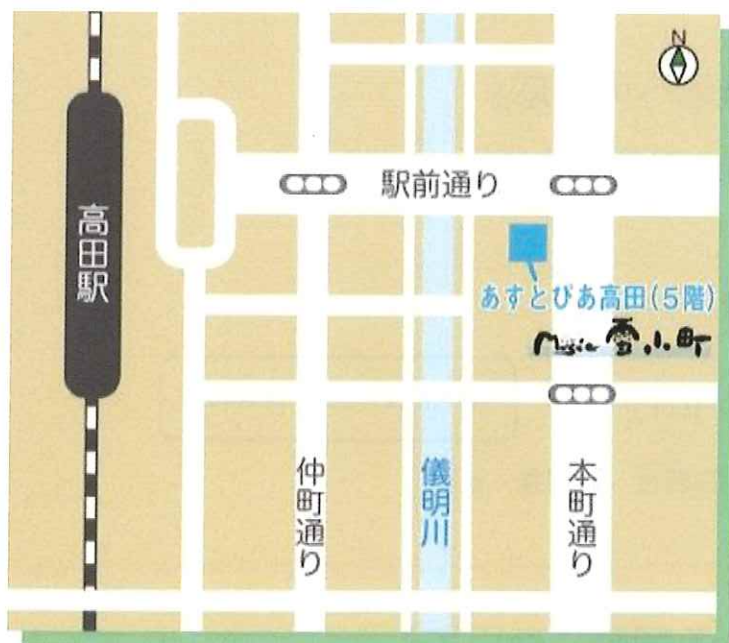 N
駅前通り
高田駅
あすとぴあ高田(5階)
Music 雪小町
仲町通り
儀明川
本町通り